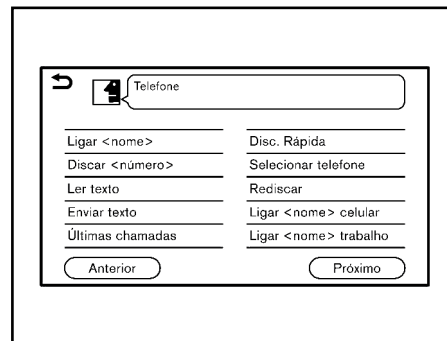 Telefone
Ligar <nome>
Discar <número>
Ler texto
Enviar texto
Últimas chamadas
Disc. Rápida
Selecionar telefone
Rediscar
Ligar <nome> celular
Ligar <nome> trabalho
Anterior
Próximo